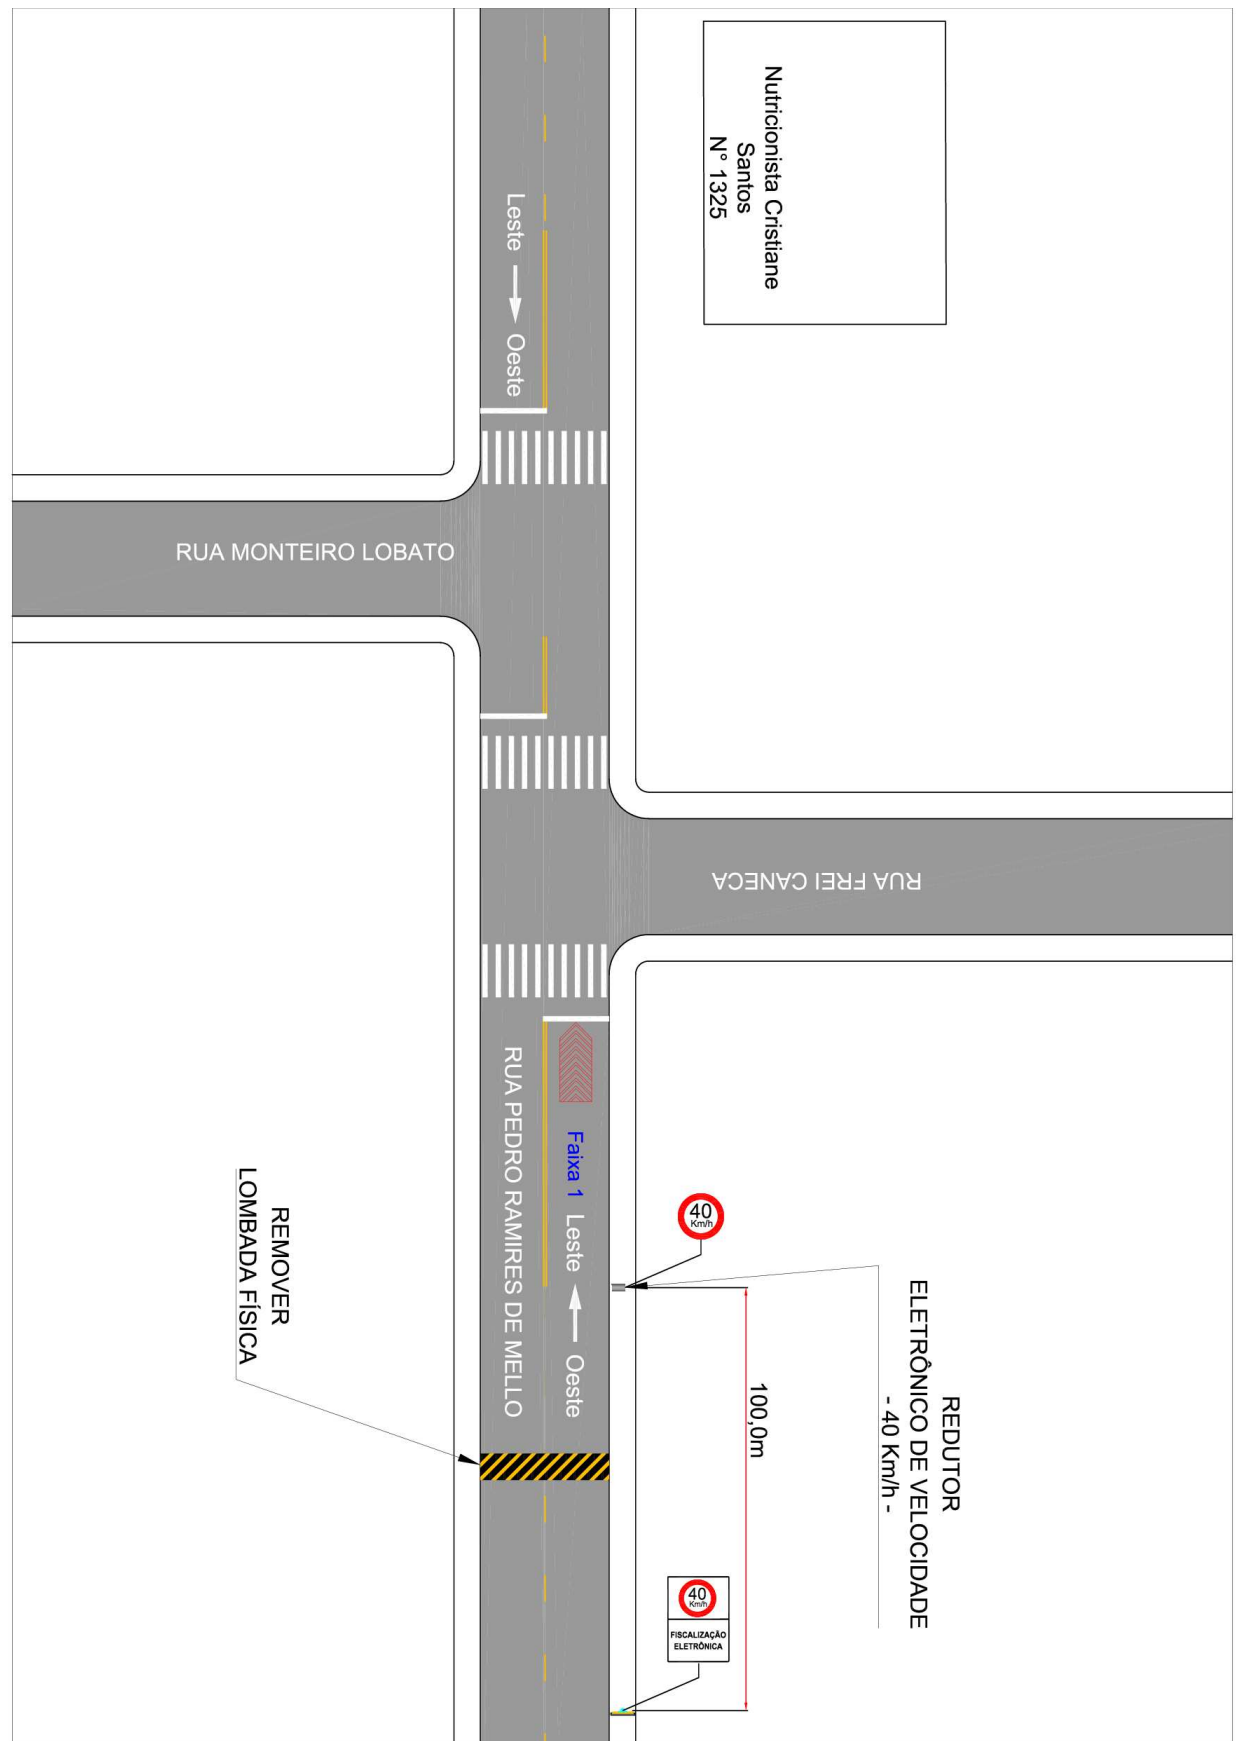 Nutricionista Cristiane
Santos
N° 1325
Leste
Oeste
RUA MONTEIRO LOBATO
RUA FREI CANECA
RUA PEDRO RAMIRES DE MELLO
Faixa 1
Leste
Oeste
40
Km/h
REDUTOR
ELETRÔNICO DE VELOCIDADE
- 40 Km/h -
100,0m
REMOVER
LOMBADA FÍSICA
40
Km/h
FISCALIZAÇÃO
ELETRÔNICA